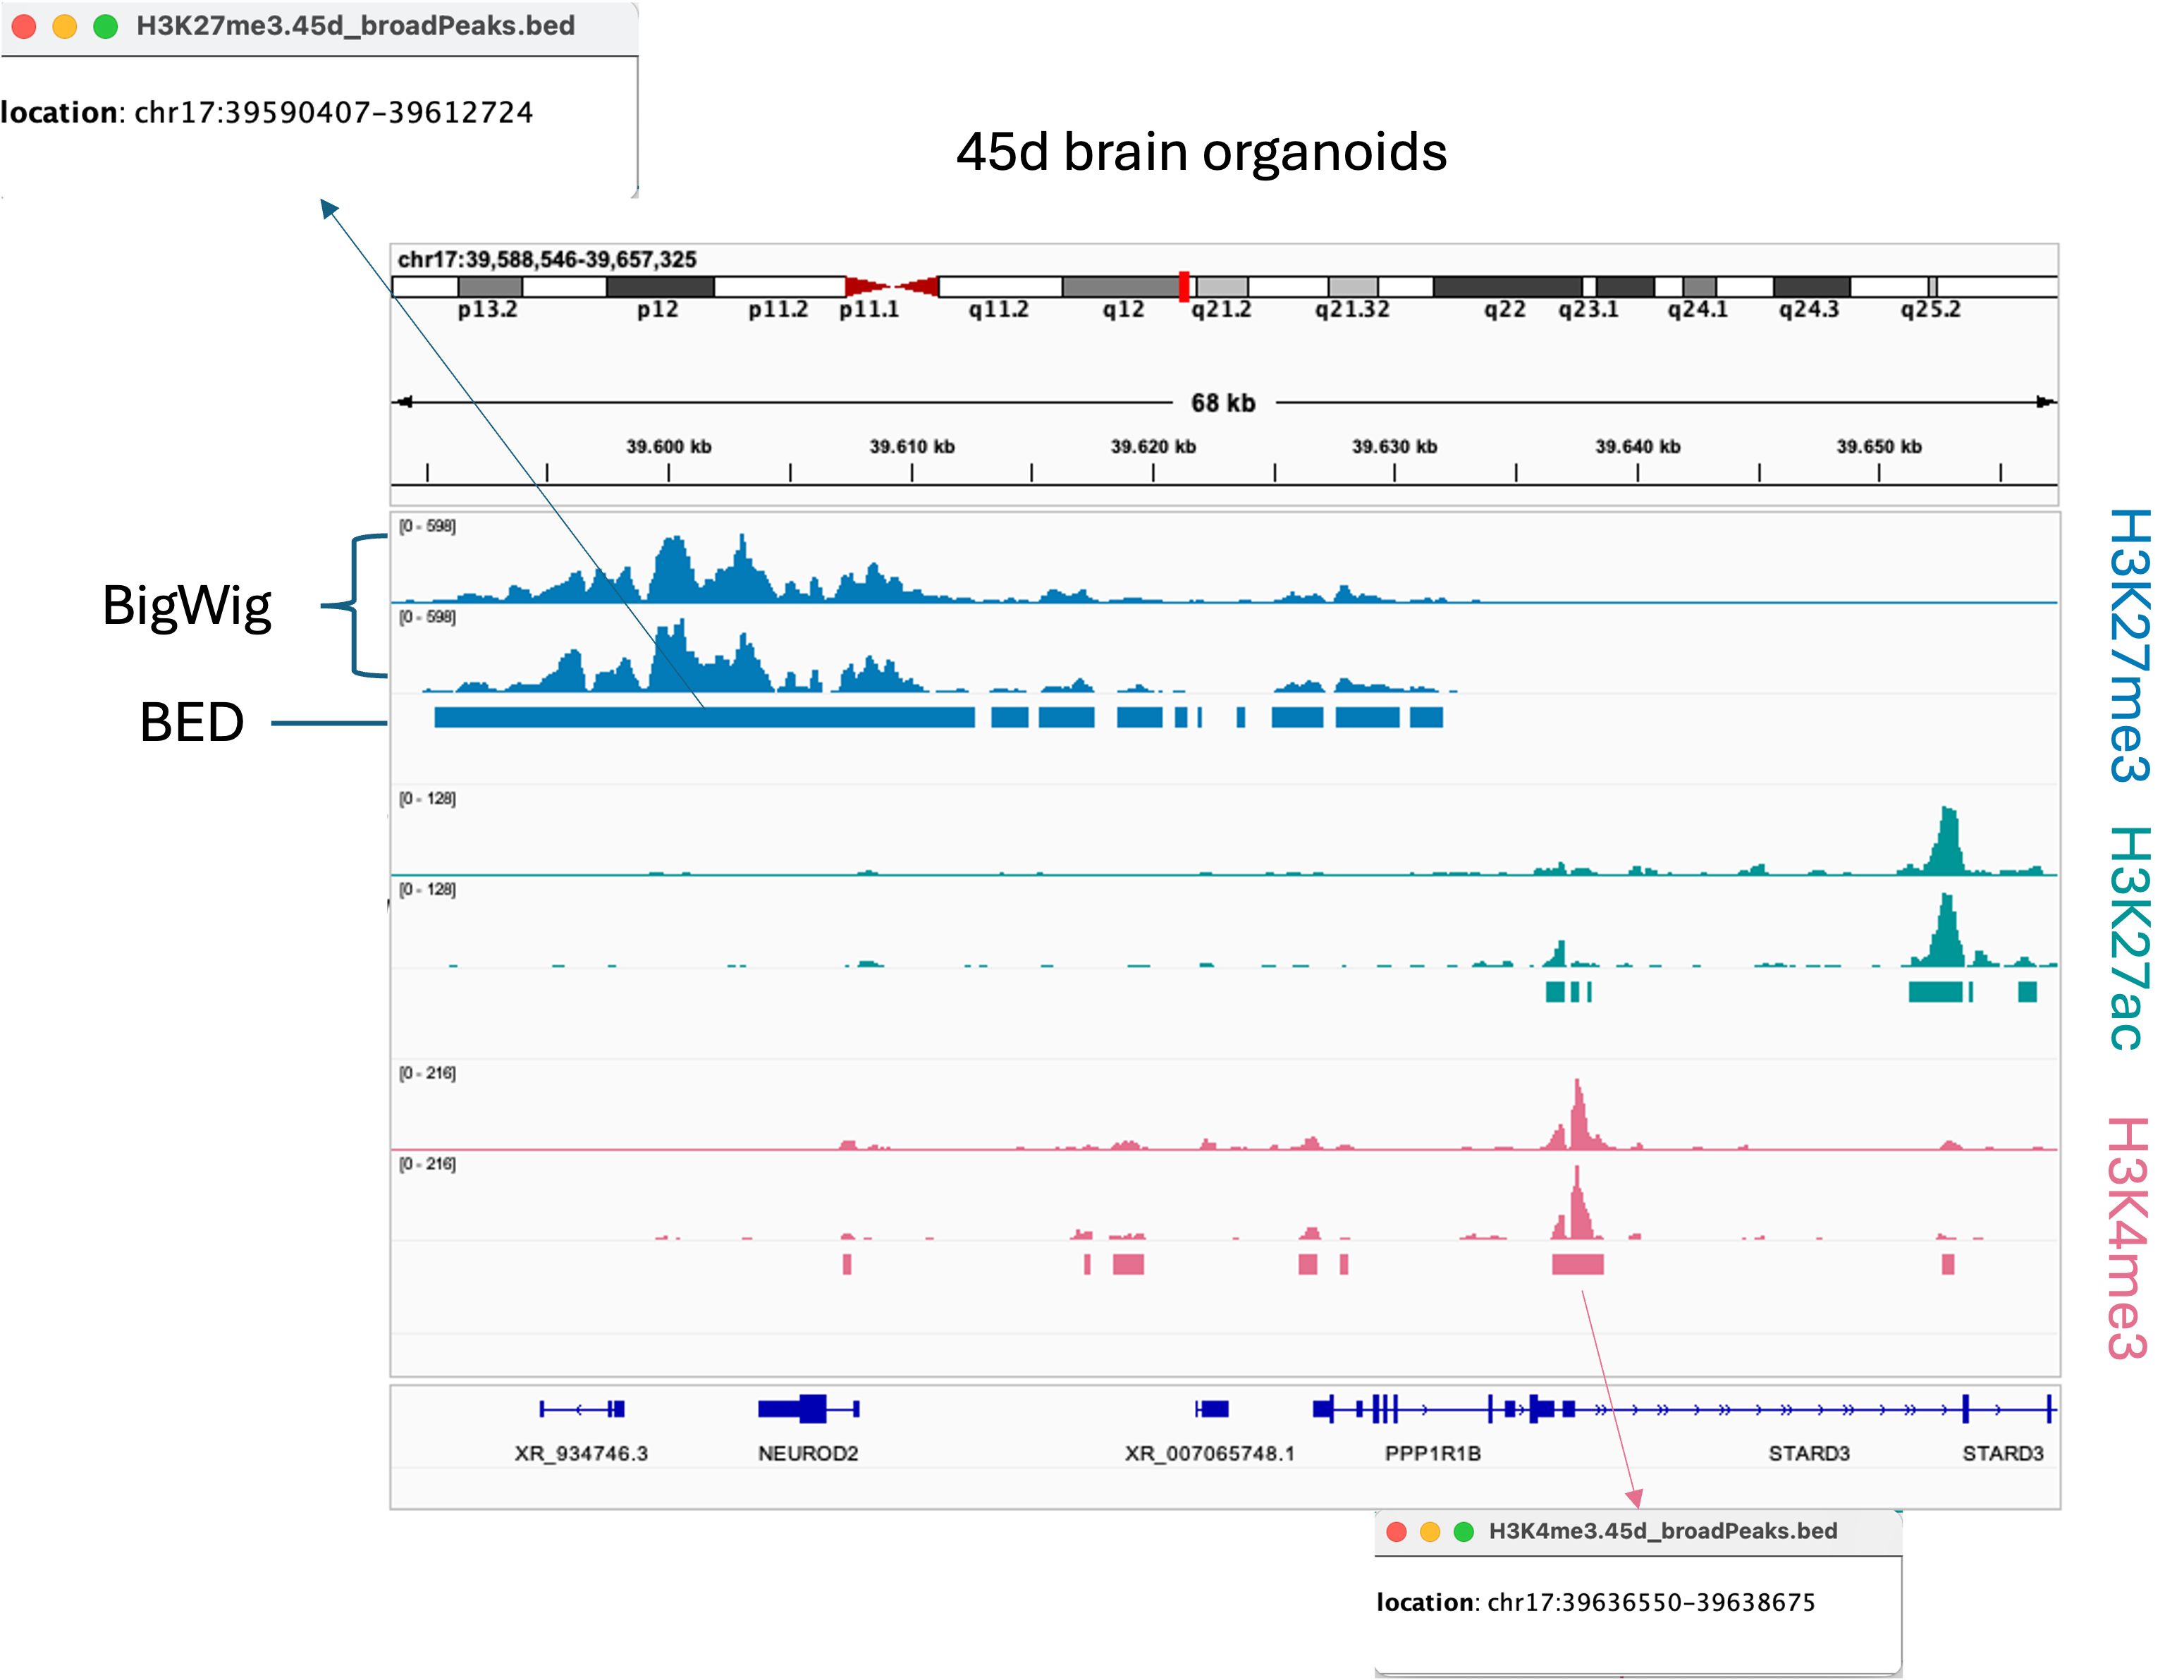 H3K27me3.45d_broadPeaks.bed
location: chr17:39590407-39612724
45d brain organoids
chr17:39,588,546-39,657,325
p13.2 p12 p11.2 p11.1 q11.2 q12 q21.2 q21.32 q22 q23.1 q24.1 q24.3 q25.2
68 kb
39.600 kb 39.610 kb 39.620 kb 39.630 kb 39.640 kb 39.650 kb
[0 - 598]
[0 - 598]
BigWig
BED
H3K27me3
[0 - 128]
[0 - 128]
H3K27ac
[0 - 216]
[0 - 216]
H3K4me3
XR_934746.3 NEUROD2 XR_007065748.1 PPP1R1B STARD3 STARD3
H3K4me3.45d_broadPeaks.bed
location: chr17:39636550-39638675